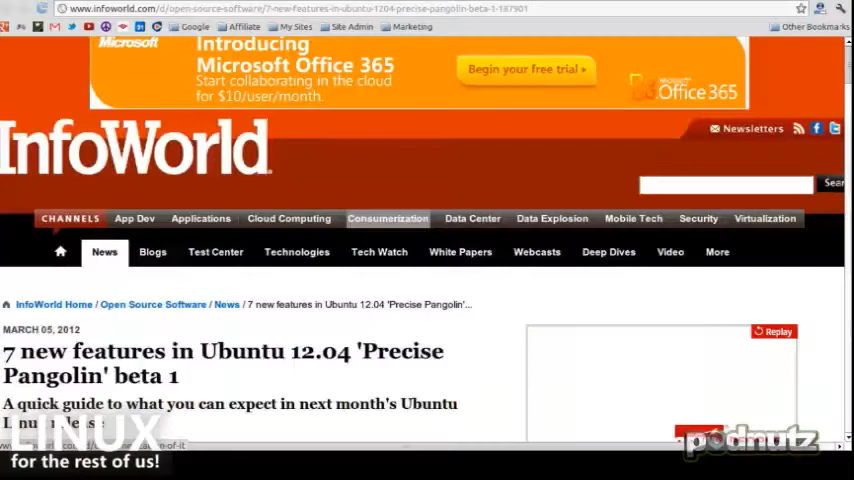 www.infoworld.com/d/open-source-software/7-new-features-in-ubuntu-1204-precise-pangolin-beta-1-187901
Google Affiliate My Sites Site Admin Marketing Other Bookmarks
Microsoft
Introducing
Microsoft Office 365
Start collaborating in the cloud
for $10/user/month.
Begin your free trial
Microsoft
Office 365
InfoWorld
Newsletters
Sear
CHANNELS App Dev Applications Cloud Computing Consumerization Data Center Data Explosion Mobile Tech Security Virtualization
News Blogs Test Center Technologies Tech Watch White Papers Webcasts Deep Dives Video More
InfoWorld Home / Open Source Software / News / 7 new features in Ubuntu 12.04 'Precise Pangolin'...
MARCH 05, 2012
Replay
7 new features in Ubuntu 12.04 'Precise
Pangolin' beta 1
A quick guide to what you can expect in next month's Ubuntu
LINUX
for the rest of us!
podnutz